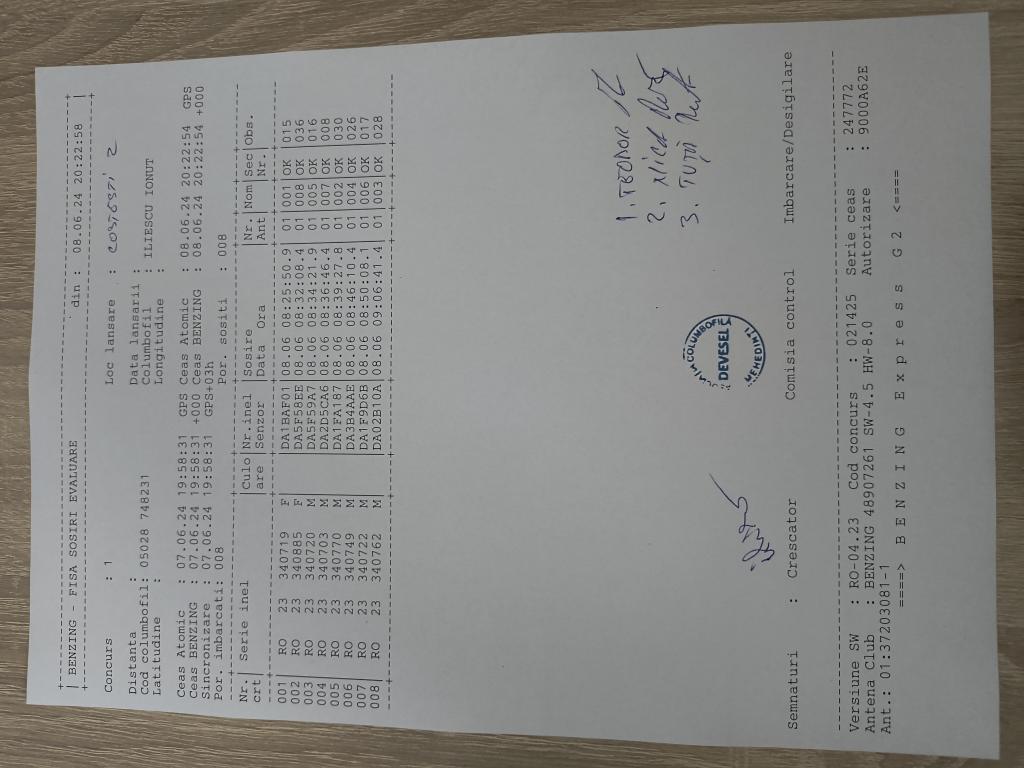 | BENZING - FISA SOSIRI EVALUARE din : 08.06.24 20:22:58 |
Concurs : 1 Loc lansare : COSTESTI 2
Distanta : Data lansarii :
Cod columbofil: 05028 748231 Columbofil : ILIESCU IONUT
Latitudine : Longitudine :
Ceas Atomic : 07.06.24 19:58:31 GPS Ceas Atomic : 08.06.24 20:22:54 GPS
Ceas BENZING : 07.06.24 19:58:31 +000 Ceas BENZING : 08.06.24 20:22:54 +000
Sincronizare : 07.06.24 19:58:31 GPS+03h
Por. imbarcati: 008 Por. sositi : 008
Nr.| Serie inel |Culo|Nr.inel |Sosire |Nr. |Nom|Sec|Obs.
crt| |are |Senzor |Data Ora |Ant | |Nr.|
001 | RO 23 340719 F | |DA1BAF01|08.06 08:25:50.9| 01 |001|OK |015
002 | RO 23 340885 F | |DA5F58EE|08.06 08:32:08.4| 01 |008|OK |036
003 | RO 23 340720 M | |DA5F59A7|08.06 08:34:21.9| 01 |005|OK |016
004 | RO 23 340703 M | |DA2D5CA6|08.06 08:36:46.4| 01 |007|OK |008
005 | RO 23 340770 M | |DA1FA187|08.06 08:39:27.8| 01 |002|OK |030
006 | RO 23 340749 M | |DA3B4AAE|08.06 08:46:10.4| 01 |004|OK |026
007 | RO 23 340722 M | |DA1F9D6B|08.06 08:50:08.1| 01 |006|OK |017
008 | RO 23 340762 M | |DA02B10A|08.06 09:06:41.4| 01 |003|OK |028
1. TEODOR
2.
3. TUȚĂ
COLUMBOFILA
DEVESEL
MEHEDINTI
Semnaturi : Crescator Comisia control Imbarcare/Desigilare
Versiune SW : RO-04.23 Cod concurs : 021425 Serie ceas : 247772
Antena Club : BENZING 48907261 SW-4.5 HW-8.0 Autorizare : 9000A62E
Ant.: 01:37203081-1
====> B E N Z I N G E x p r e s s G 2 <====